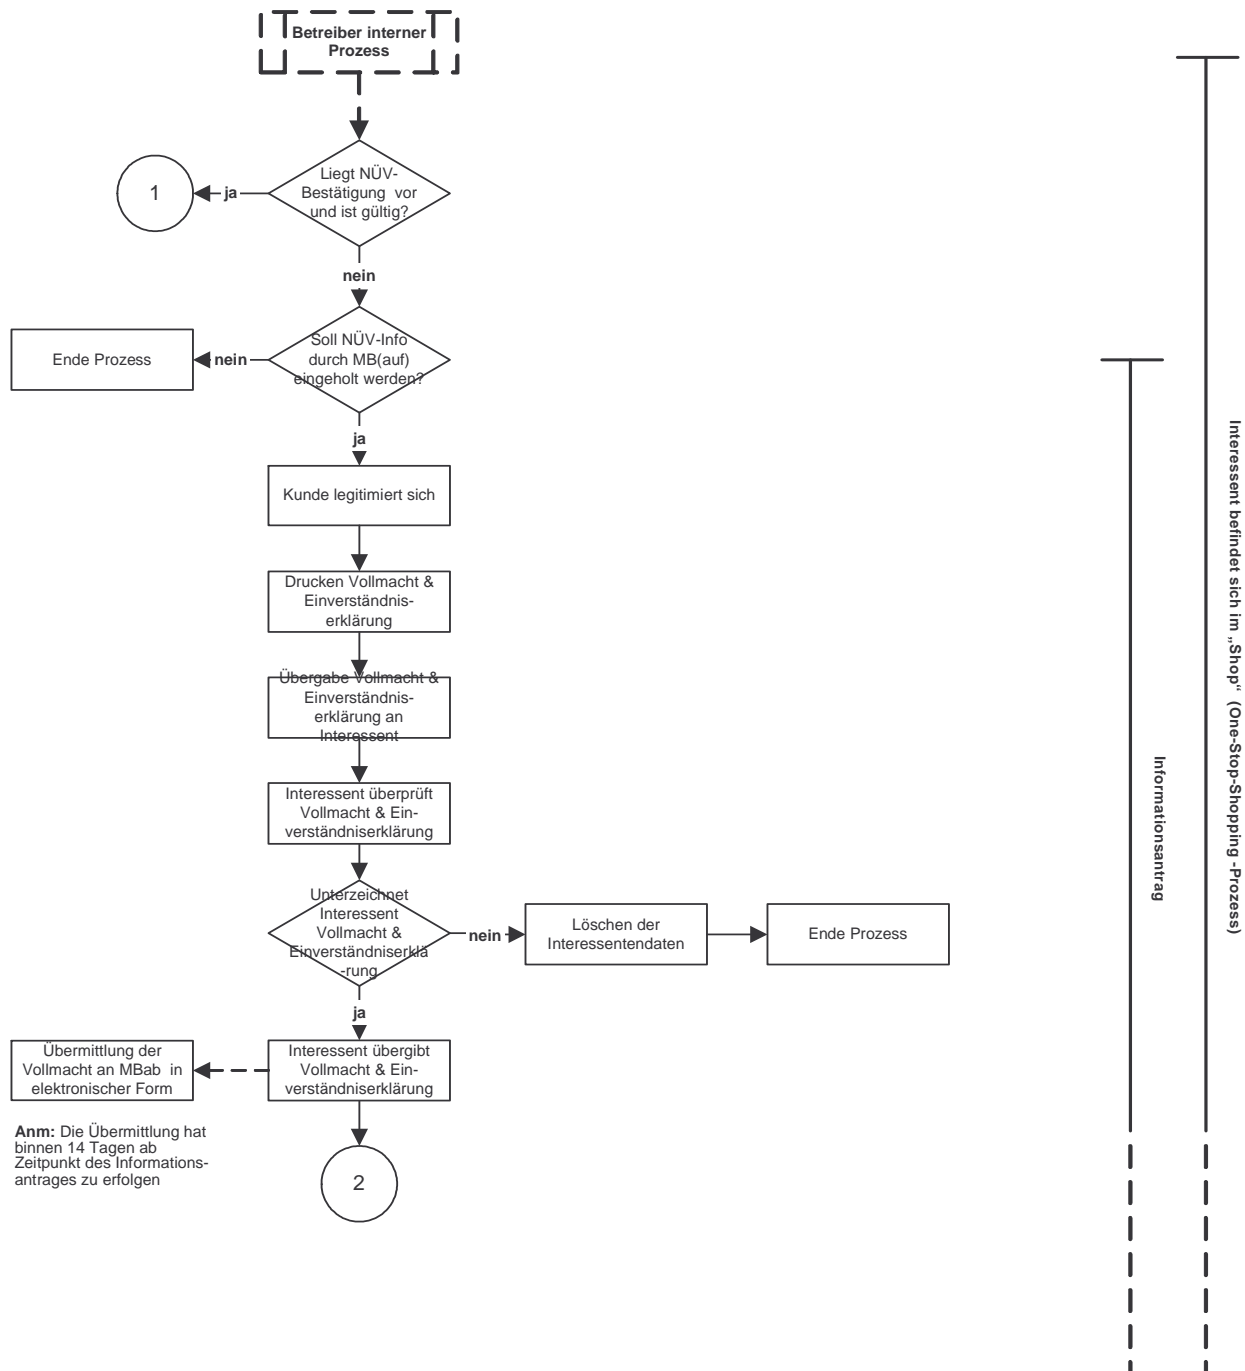 Betreiber interner
Prozess
Liegt NÜV-
Bestätigung vor
und ist gültig?
ja
1
nein
Soll NÜV-Info
durch MB(auf)
eingeholt werden?
nein
Ende Prozess
ja
Kunde legitimiert sich
Drucken Vollmacht &
Einverständnis-
erklärung
Übergabe Vollmacht &
Einverständnis-
erklärung an
Interessent
Interessent überprüft
Vollmacht & Ein-
verständniserklärung
Unterzeichnet
Interessent
Vollmacht &
Einverständniserklä
-rung
nein
Löschen der
Interessentendaten
Ende Prozess
ja
Interessent übergibt
Vollmacht & Ein-
verständniserklärung
Übermittlung der
Vollmacht an MBab in
elektronischer Form
Anm: Die Übermittlung hat
binnen 14 Tagen ab
Zeitpunkt des Informations-
antrages zu erfolgen
2
Informationsantrag
Interessent befindet sich im „Shop“ (One-Stop-Shopping -Prozess)